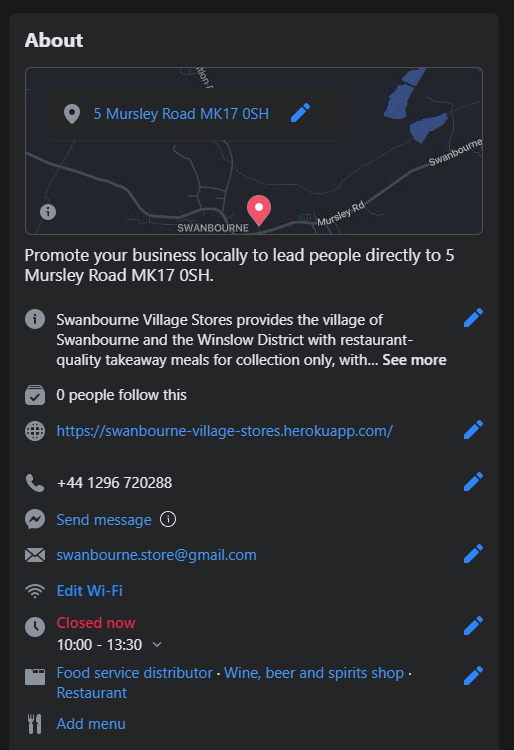 About
5 Mursley Road MK17 0SH
Swanbourne
Mursley Rd
SWANBOURNE
Promote your business locally to lead people directly to 5
Mursley Road MK17 0SH.
Swanbourne Village Stores provides the village of
Swanbourne and the Winslow District with restaurant-
quality takeaway meals for collection only, with... See more
0 people follow this
https://swanbourne-village-stores.herokuapp.com/
+44 1296 720288
Send message
swanbourne.store@gmail.com
Edit Wi-Fi
Closed now
10:00 - 13:30
Food service distributor · Wine, beer and spirits shop ·
Restaurant
Add menu